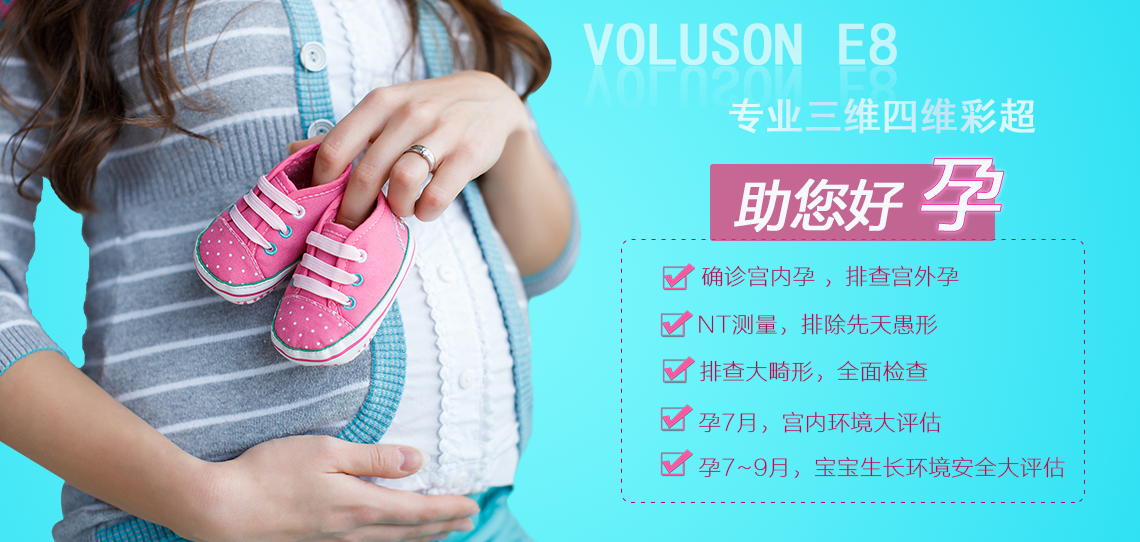 VOLUSON E8
专业三维四维彩超
助您好孕
确诊宫内孕，排查宫外孕
NT测量，排除先天愚形
排查大畸形，全面检查
孕7月，宫内环境大评估
孕7~9月，宝宝生长环境安全大评估